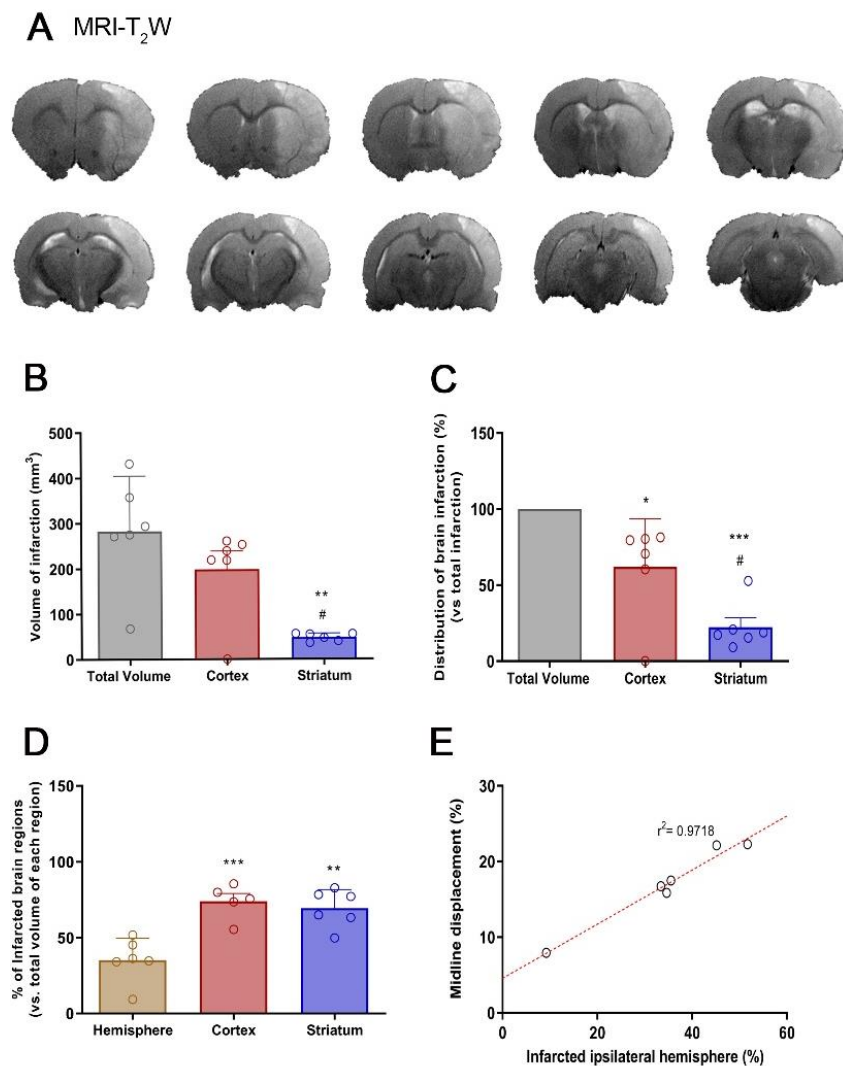 A MRI-T₂W
B
Volume of infarction (mm³)
500
400
300
200
100
0
**
#
Total Volume Cortex Striatum
C
Distribution of brain infarction (%)
(vs total infarction)
150
100
50
0
*
***
#
Total Volume Cortex Striatum
D
% of Infarcted brain regions
(vs. total volume of each region)
150
100
50
0
***
**
Hemisphere Cortex Striatum
E
Midline displacement (%)
30
20
10
0
r²= 0.9718
0 20 40 60
Infarcted ipsilateral hemisphere (%)